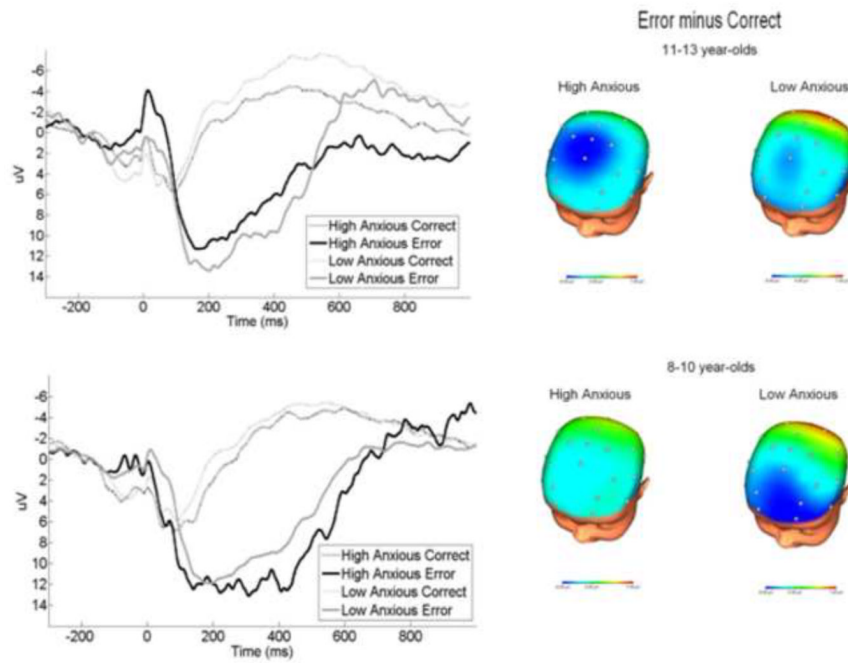 Error minus Correct
11-13 year-olds
High Anxious
Low Anxious
-6
-4
-2
0
2
4
6
8
10
12
14
uV
High Anxious Correct
High Anxious Error
Low Anxious Correct
Low Anxious Error
-200
0
200
400
600
800
Time (ms)
8-10 year-olds
High Anxious
Low Anxious
-6
-4
-2
0
2
4
6
8
10
12
14
uV
High Anxious Correct
High Anxious Error
Low Anxious Correct
Low Anxious Error
-200
0
200
400
600
800
Time (ms)